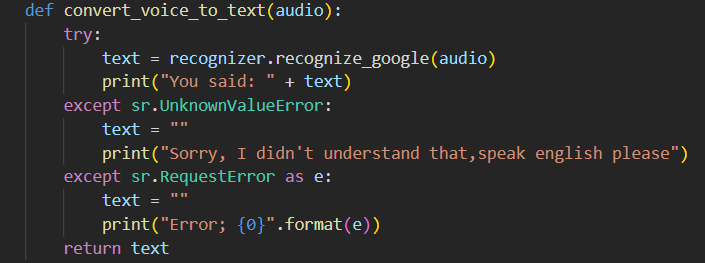 def convert_voice_to_text(audio):
    try:
        text = recognizer.recognize_google(audio)
        print("You said: " + text)
    except sr.UnknownValueError:
        text = ""
        print("Sorry, I didn't understand that,speak english please")
    except sr.RequestError as e:
        text = ""
        print("Error; {0}".format(e))
    return text